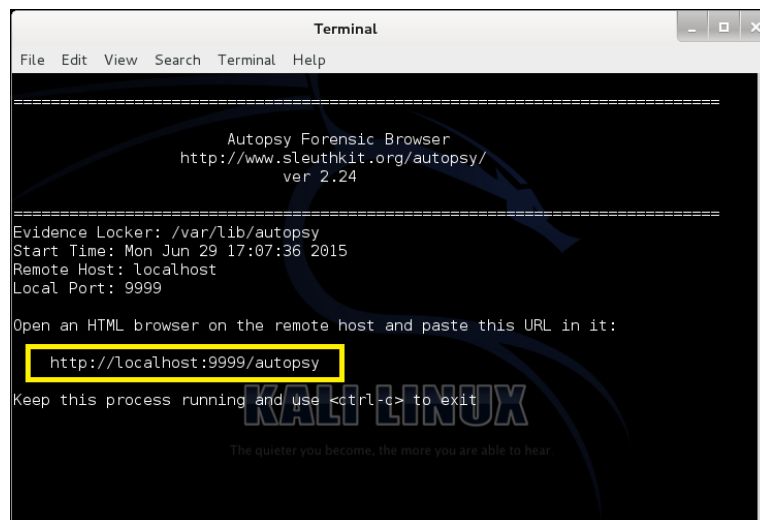 Terminal
File Edit View Search Terminal Help
============================================================================
Autopsy Forensic Browser
http://www.sleuthkit.org/autopsy/
ver 2.24
============================================================================
Evidence Locker: /var/lib/autopsy
Start Time: Mon Jun 29 17:07:36 2015
Remote Host: localhost
Local Port: 9999
Open an HTML browser on the remote host and paste this URL in it:
http://localhost:9999/autopsy
Keep this process running and use <ctrl-c> to exit
KALI LINUX
The quieter you become, the more you are able to hear.